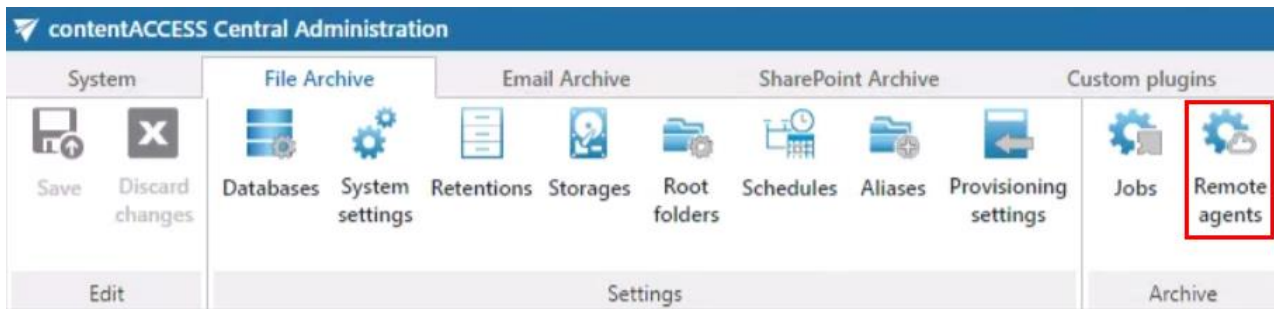 contentACCESS Central Administration
System File Archive Email Archive SharePoint Archive Custom plugins
Save Discard changes Databases System settings Retentions Storages Root folders Schedules Aliases Provisioning settings Jobs Remote agents
Edit Settings Archive